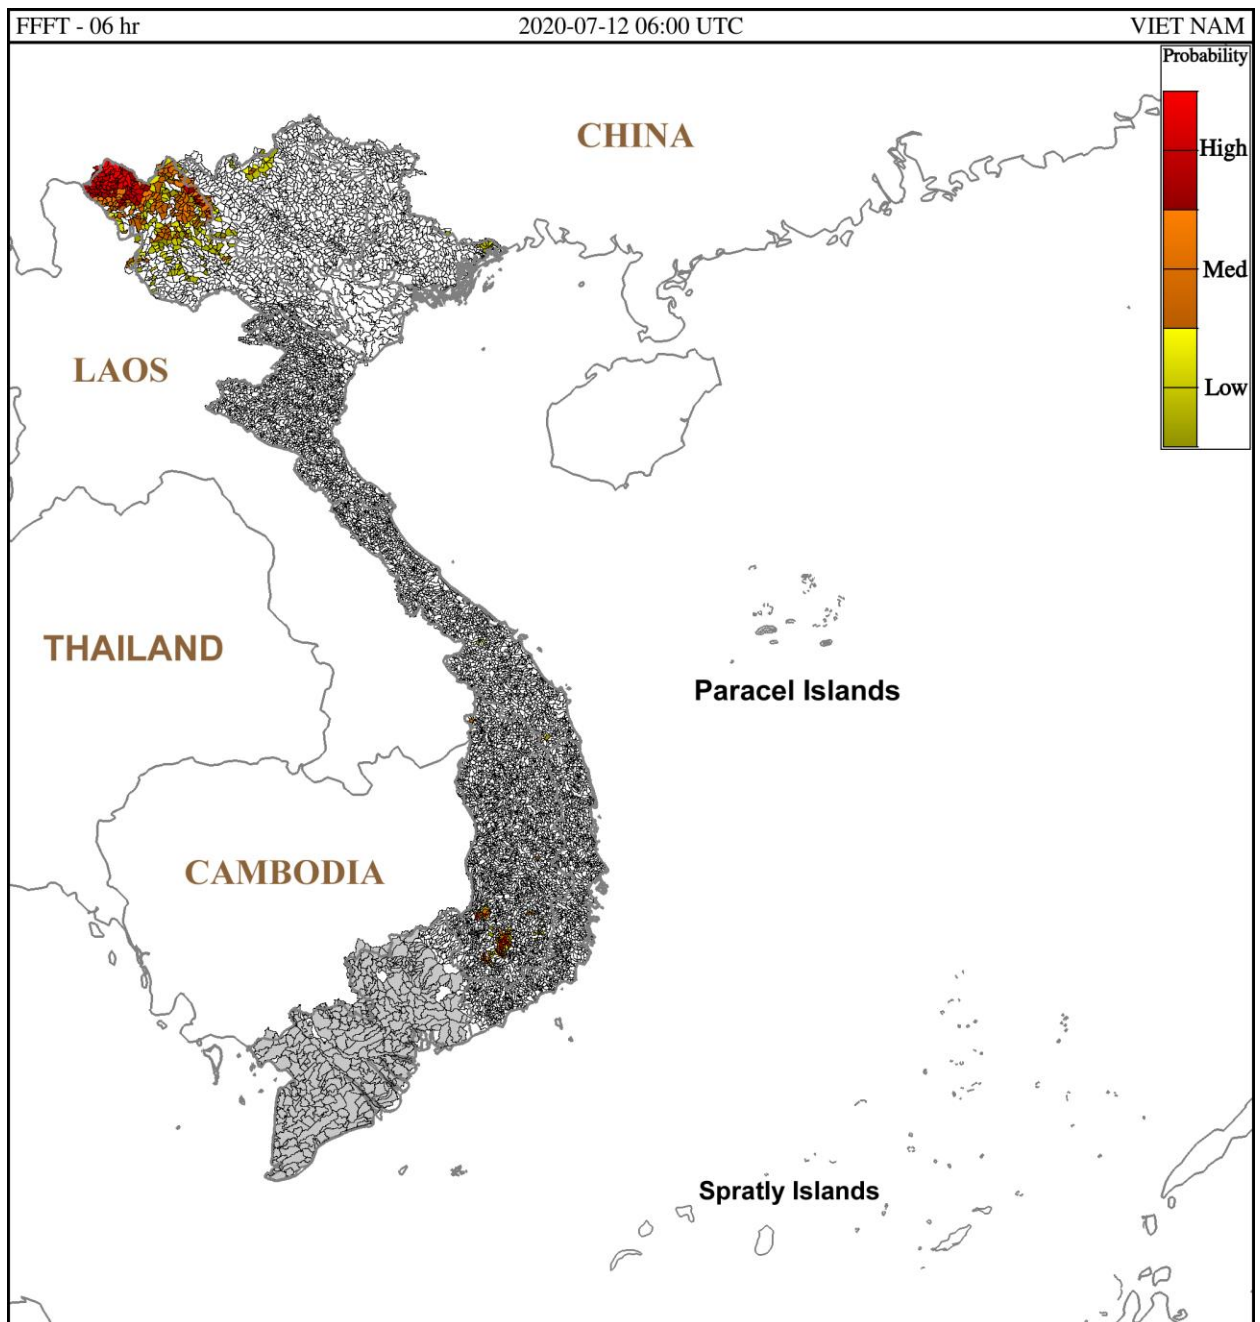 FFFT - 06 hr
2020-07-12 06:00 UTC
VIET NAM
Probability
CHINA
High
Med
LAOS
Low
THAILAND
Paracel Islands
CAMBODIA
Spratly Islands